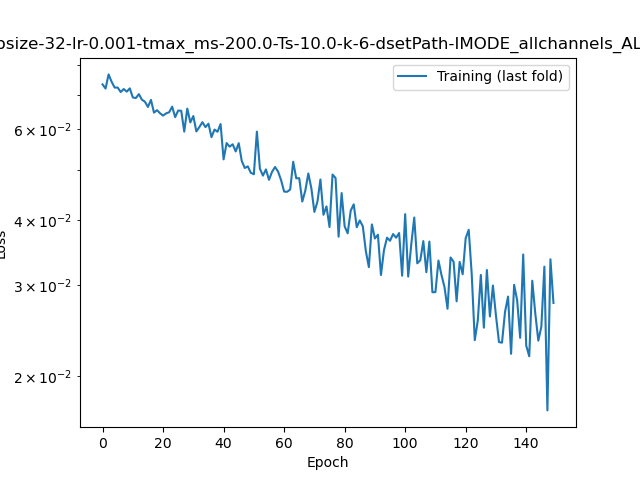 osize-32-lr-0.001-tmax_ms-200.0-Ts-10.0-k-6-dsetPath-IMODE_allchannels_AL
Training (last fold)
6 × 10⁻²
4 × 10⁻²
3 × 10⁻²
2 × 10⁻²
Loss
0 20 40 60 80 100 120 140
Epoch